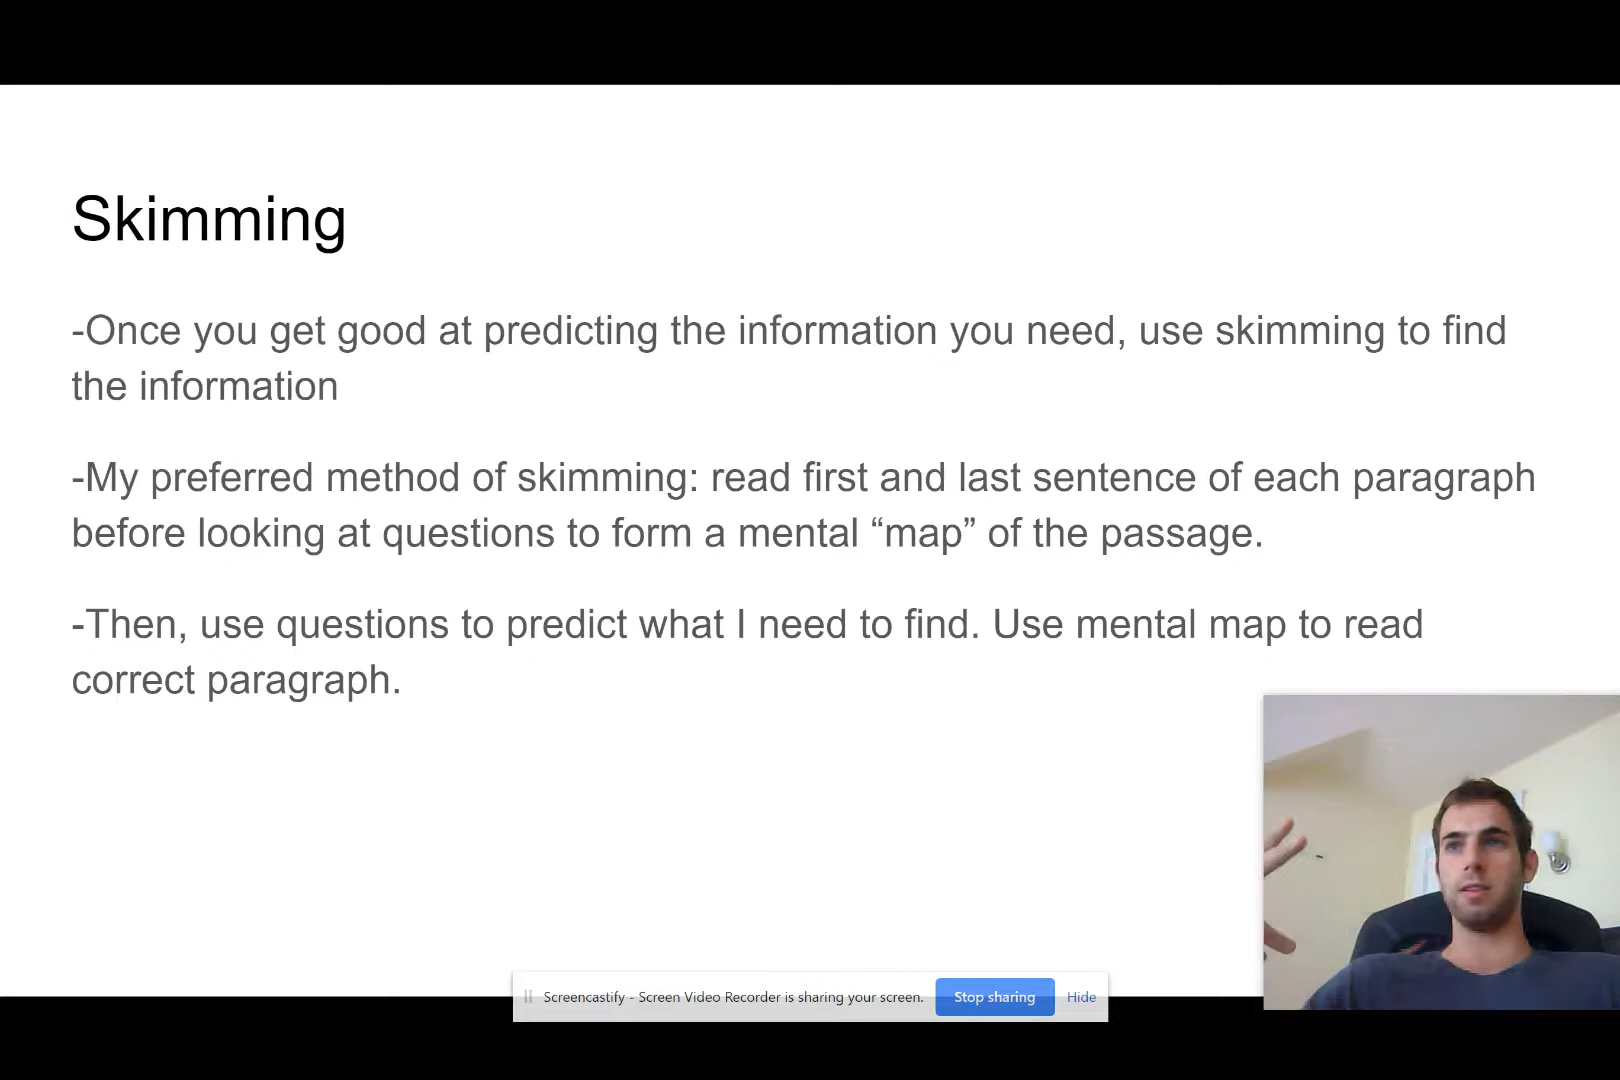 Skimming
-Once you get good at predicting the information you need, use skimming to find
the information
-My preferred method of skimming: read first and last sentence of each paragraph
before looking at questions to form a mental “map” of the passage.
-Then, use questions to predict what I need to find. Use mental map to read
correct paragraph.
Screencastify - Screen Video Recorder is sharing your screen. Stop sharing Hide